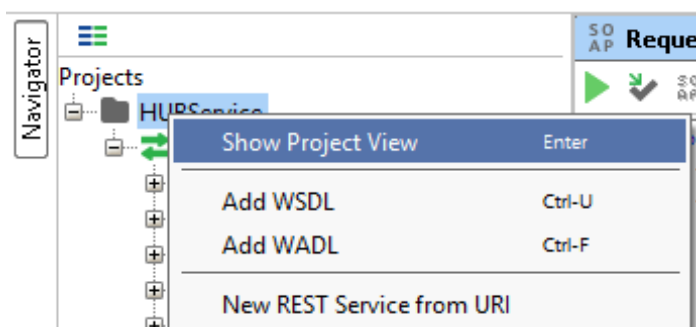 Navigator
Projects
HUBService
Show Project View Enter
Add WSDL Ctrl-U
Add WADL Ctrl-F
New REST Service from URI
SO
AP Reque